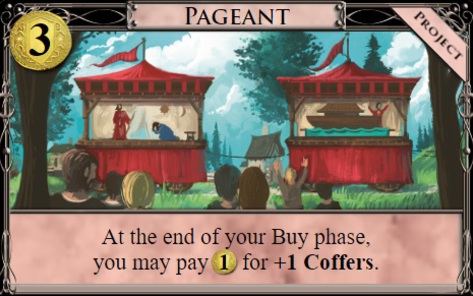 PAGEANT
3
PROJECT
At the end of your Buy phase,
you may pay 1 for +1 Coffers.